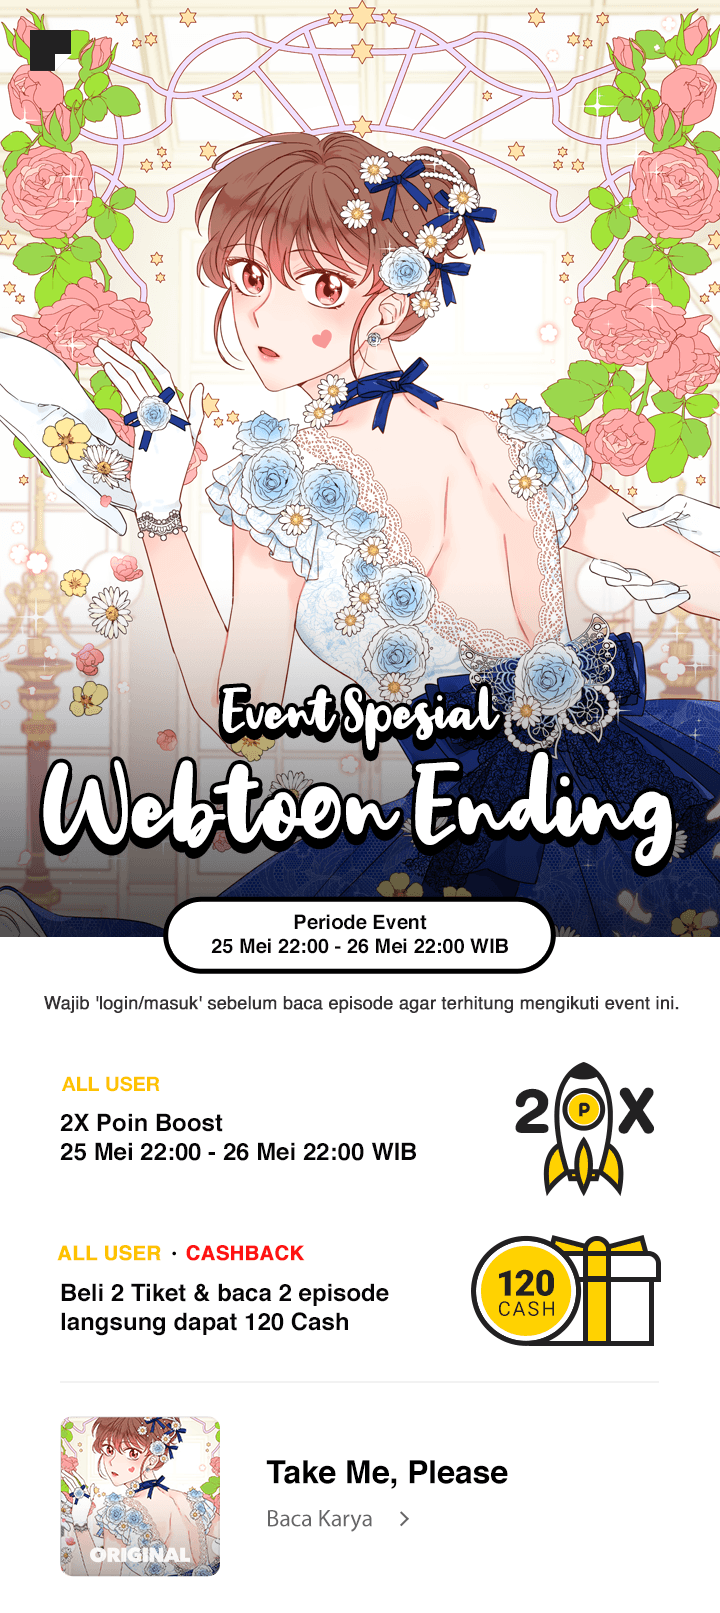 Event Spesial
Webtoon Ending
Periode Event
25 Mei 22:00 - 26 Mei 22:00 WIB
Wajib 'login/masuk' sebelum baca episode agar terhitung mengikuti event ini.
ALL USER
2X Poin Boost
25 Mei 22:00 - 26 Mei 22:00 WIB
2 P X
ALL USER · CASHBACK
Beli 2 Tiket & baca 2 episode
langsung dapat 120 Cash
120
CASH
ORIGINAL
Take Me, Please
Baca Karya >